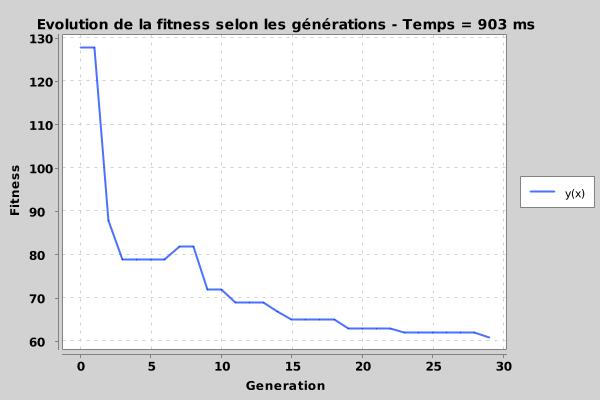 Evolution de la fitness selon les générations - Temps = 903 ms
130
120
110
100
90
80
70
60
Fitness
0 5 10 15 20 25 30
Generation
y(x)